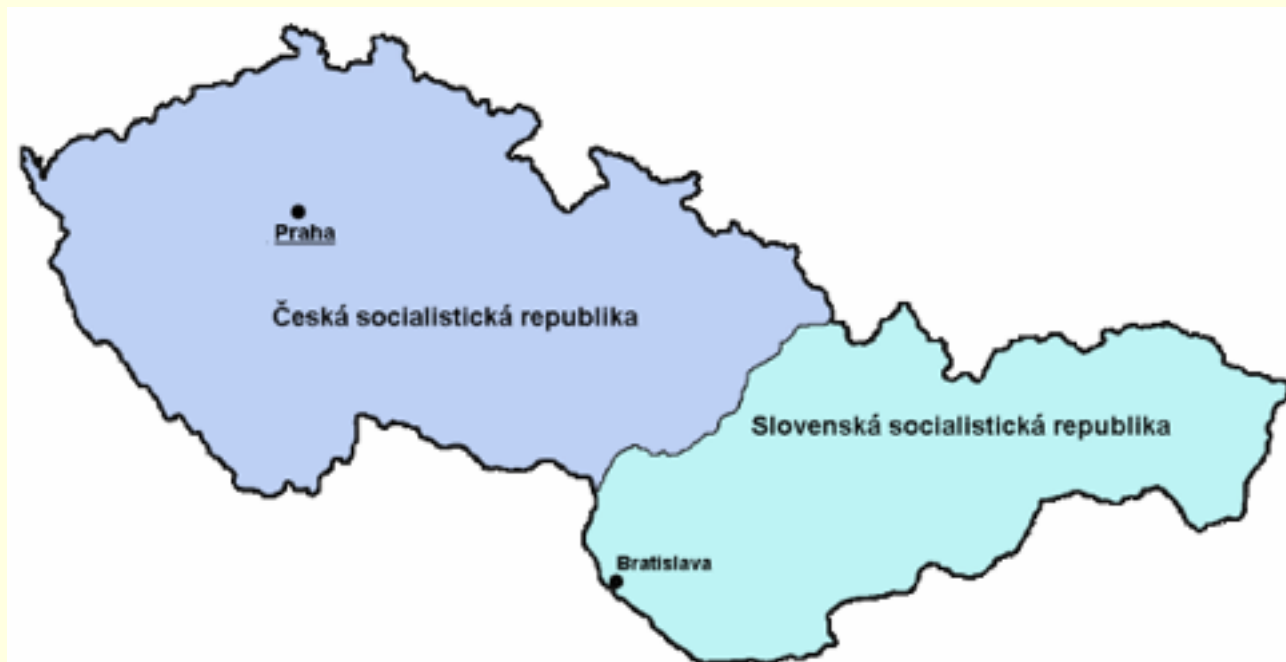 Praha
Česká socialistická republika
Slovenská socialistická republika
Bratislava